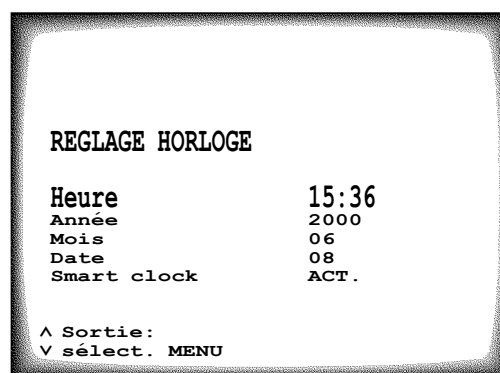 REGLAGE HORLOGE
Heure 15:36
Année 2000
Mois 06
Date 08
Smart clock ACT.
∧ Sortie:
∨ sélect. MENU